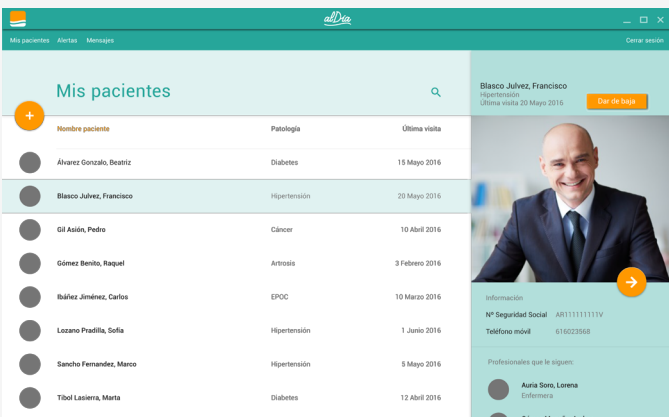 alDía
Mis pacientes Alertas Mensajes Cerrar sesión
Mis pacientes
Nombre paciente Patología Última visita
Álvarez Gonzalo, Beatriz Diabetes 15 Mayo 2016
Blasco Julvez, Francisco Hipertensión 20 Mayo 2016
Gil Asión, Pedro Cáncer 10 Abril 2016
Gómez Benito, Raquel Artrosis 3 Febrero 2016
Ibáñez Jiménez, Carlos EPOC 10 Marzo 2016
Lozano Pradilla, Sofía Hipertensión 1 Junio 2016
Sancho Fernandez, Marco Hipertensión 5 Mayo 2016
Tibol Lasierra, Marta Diabetes 12 Abril 2016
Blasco Julvez, Francisco
Hipertensión
Última visita 20 Mayo 2016
Dar de baja
Información
Nº Seguridad Social AR111111111V
Teléfono móvil 616023568
Profesionales que le siguen:
Auria Soro, Lorena
Enfermera